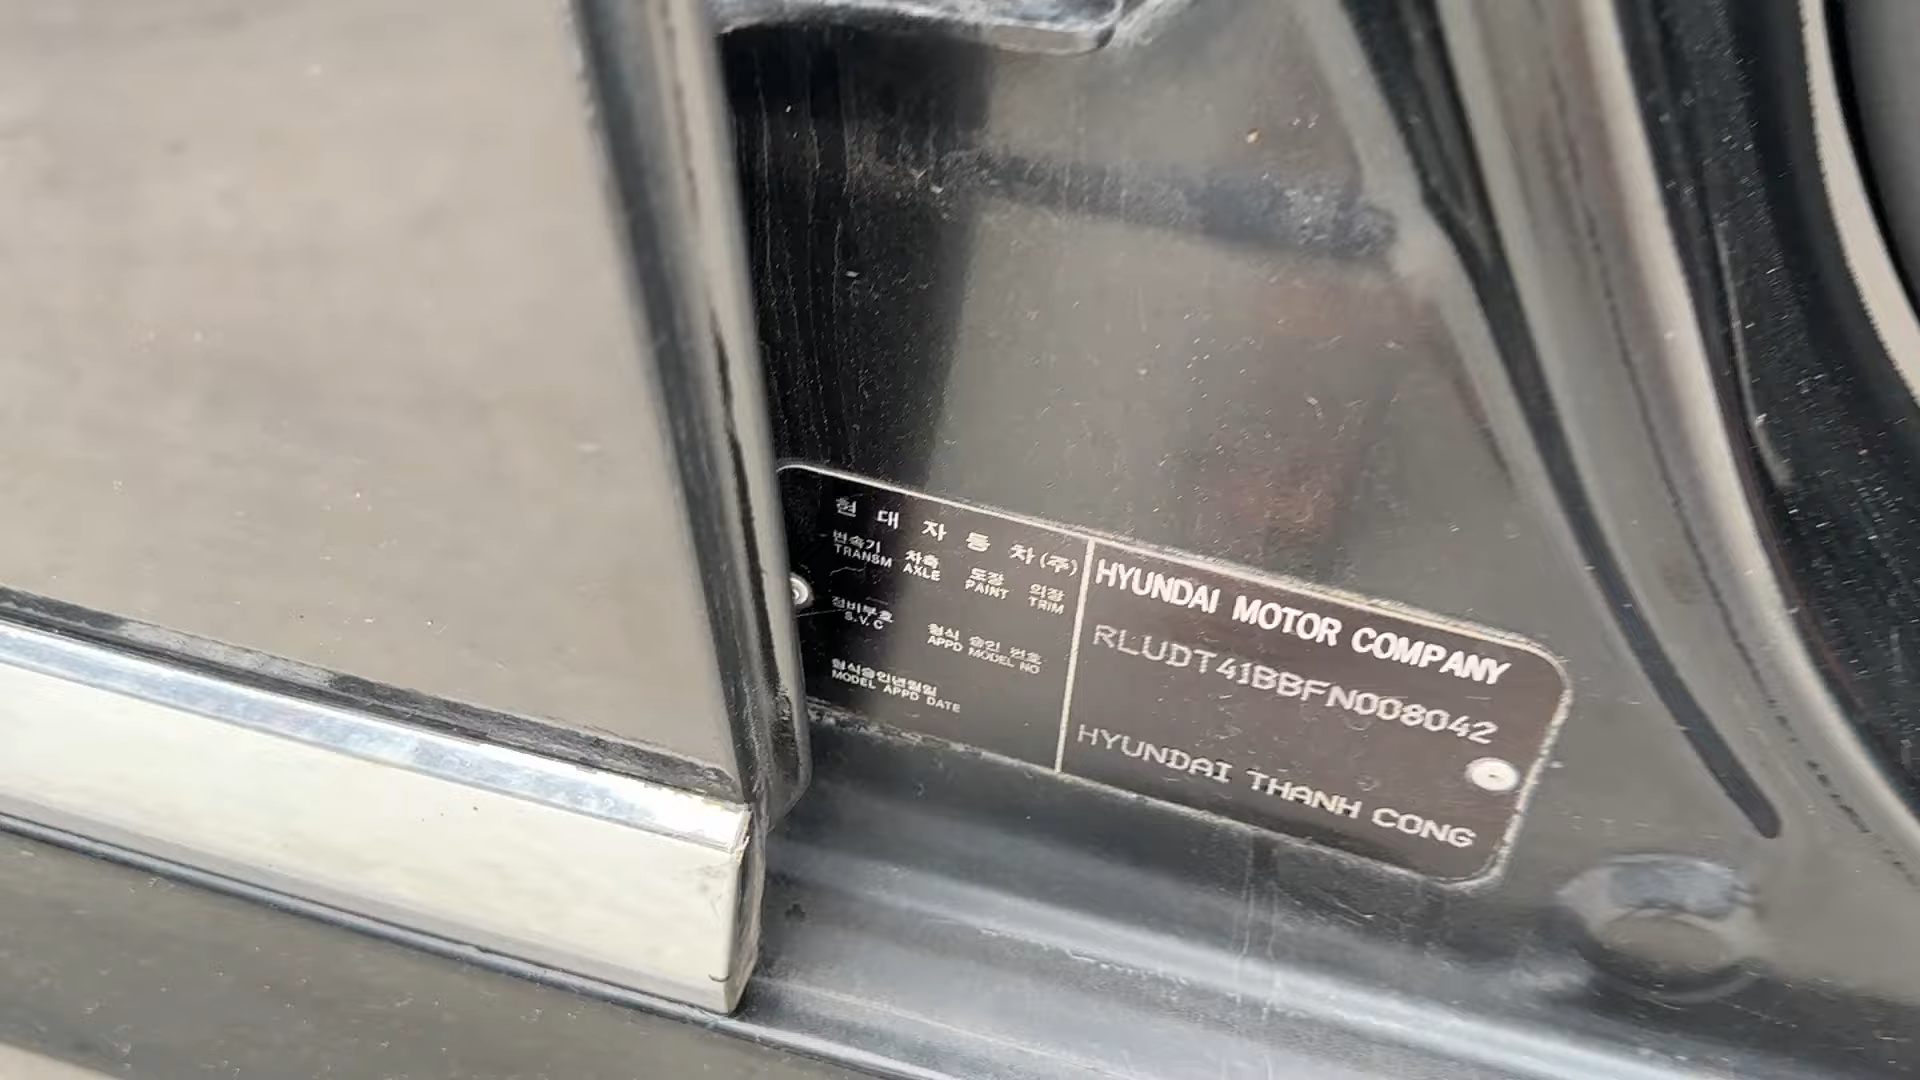 현대자동차(주)
변속기 차축 도장 의장
TRANSM AXLE PAINT TRIM
정비부호
S.V.C
형식 승인 번호
APPD MODEL NO
형식승인년월일
MODEL APPD DATE
HYUNDAI MOTOR COMPANY
RLUDT41BBFN008042
HYUNDAI THANH CONG